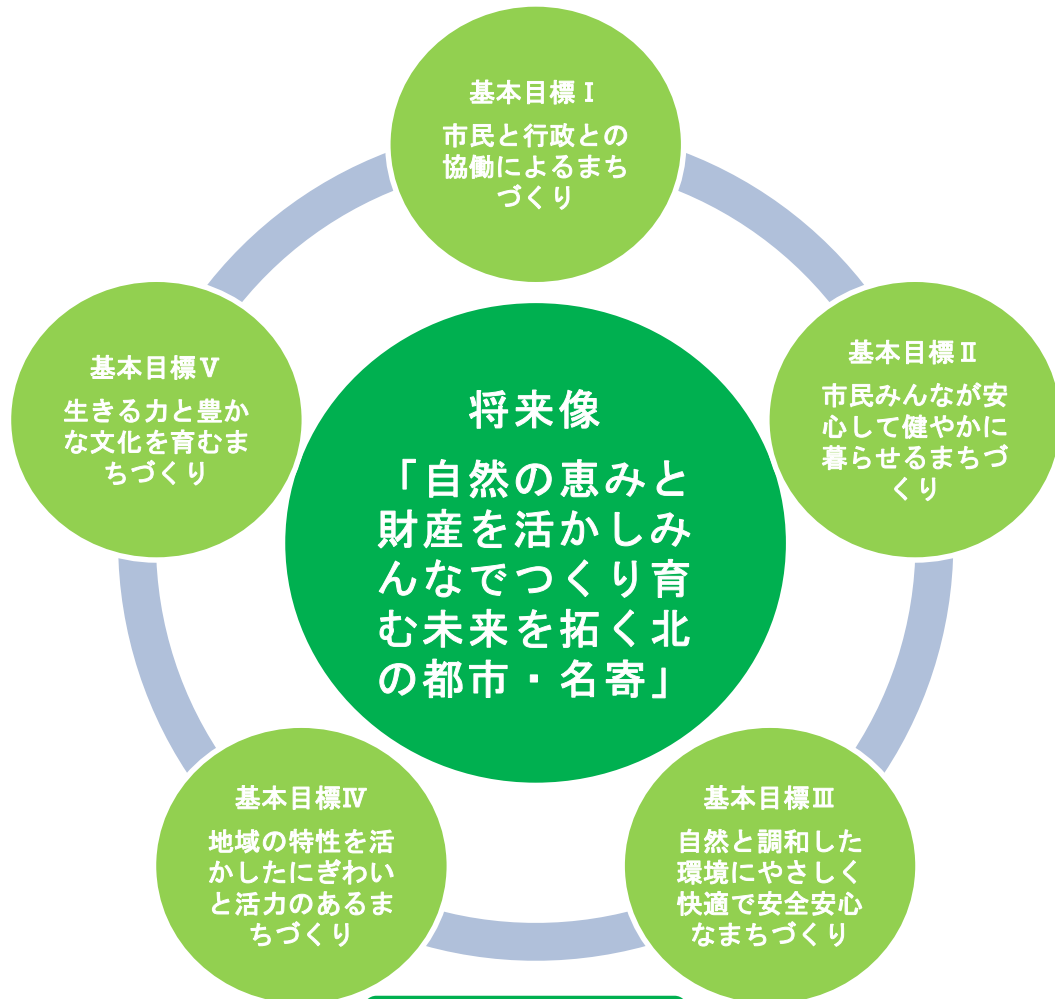 基本目標Ⅰ
市民と行政との
協働によるまち
づくり
基本目標Ⅱ
市民みんなが安
心して健やかに
暮らせるまちづ
くり
基本目標Ⅲ
自然と調和した
環境にやさしく
快適で安全安心
なまちづくり
基本目標Ⅳ
地域の特性を活
かしたにぎわい
と活力のあるま
ちづくり
基本目標Ⅴ
生きる力と豊か
な文化を育むま
ちづくり
将来像
「自然の恵みと
財産を活かしみ
んなでつくり育
む未来を拓く北
の都市・名寄」